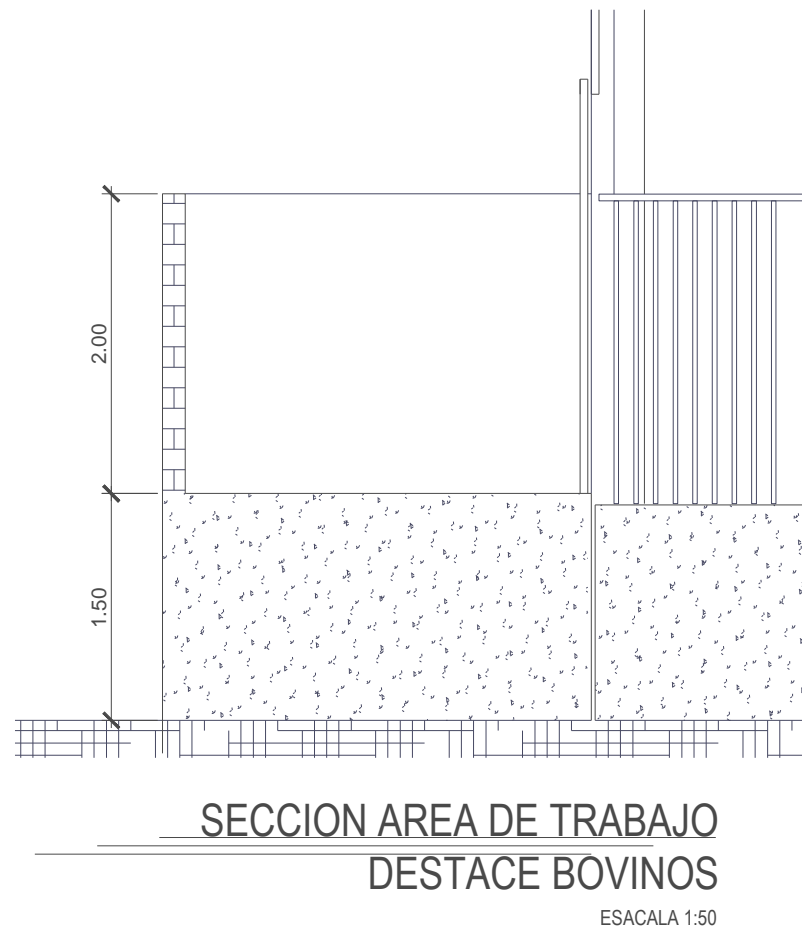 2.00
1.50
SECCION AREA DE TRABAJO
DESTACE BOVINOS
ESACALA 1:50